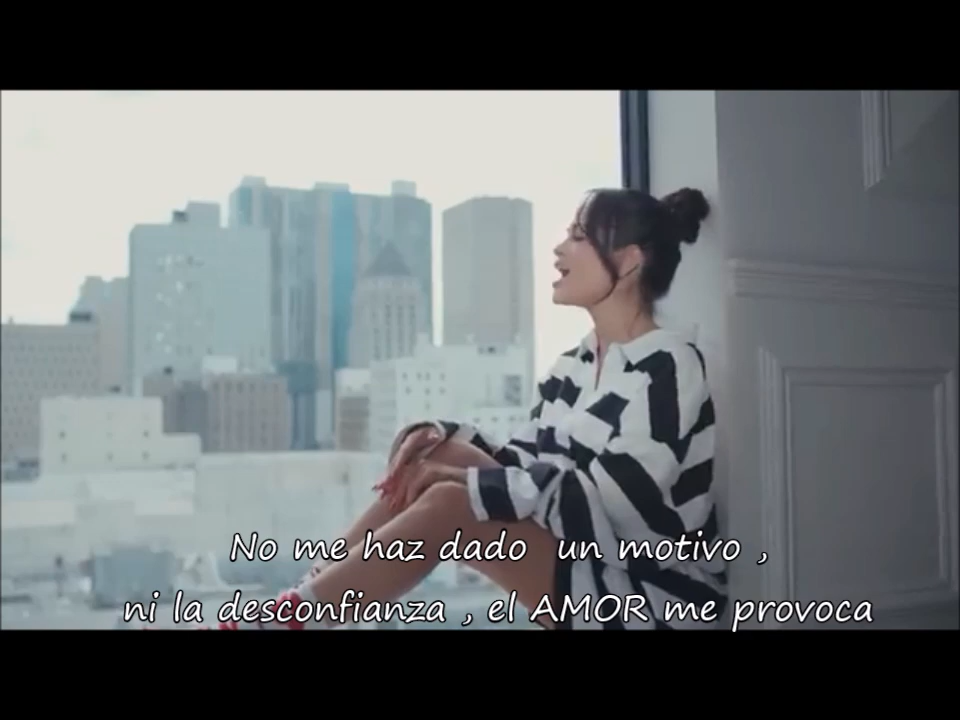 No me haz dado un motivo ,
ni la desconfianza , el AMOR me provoca